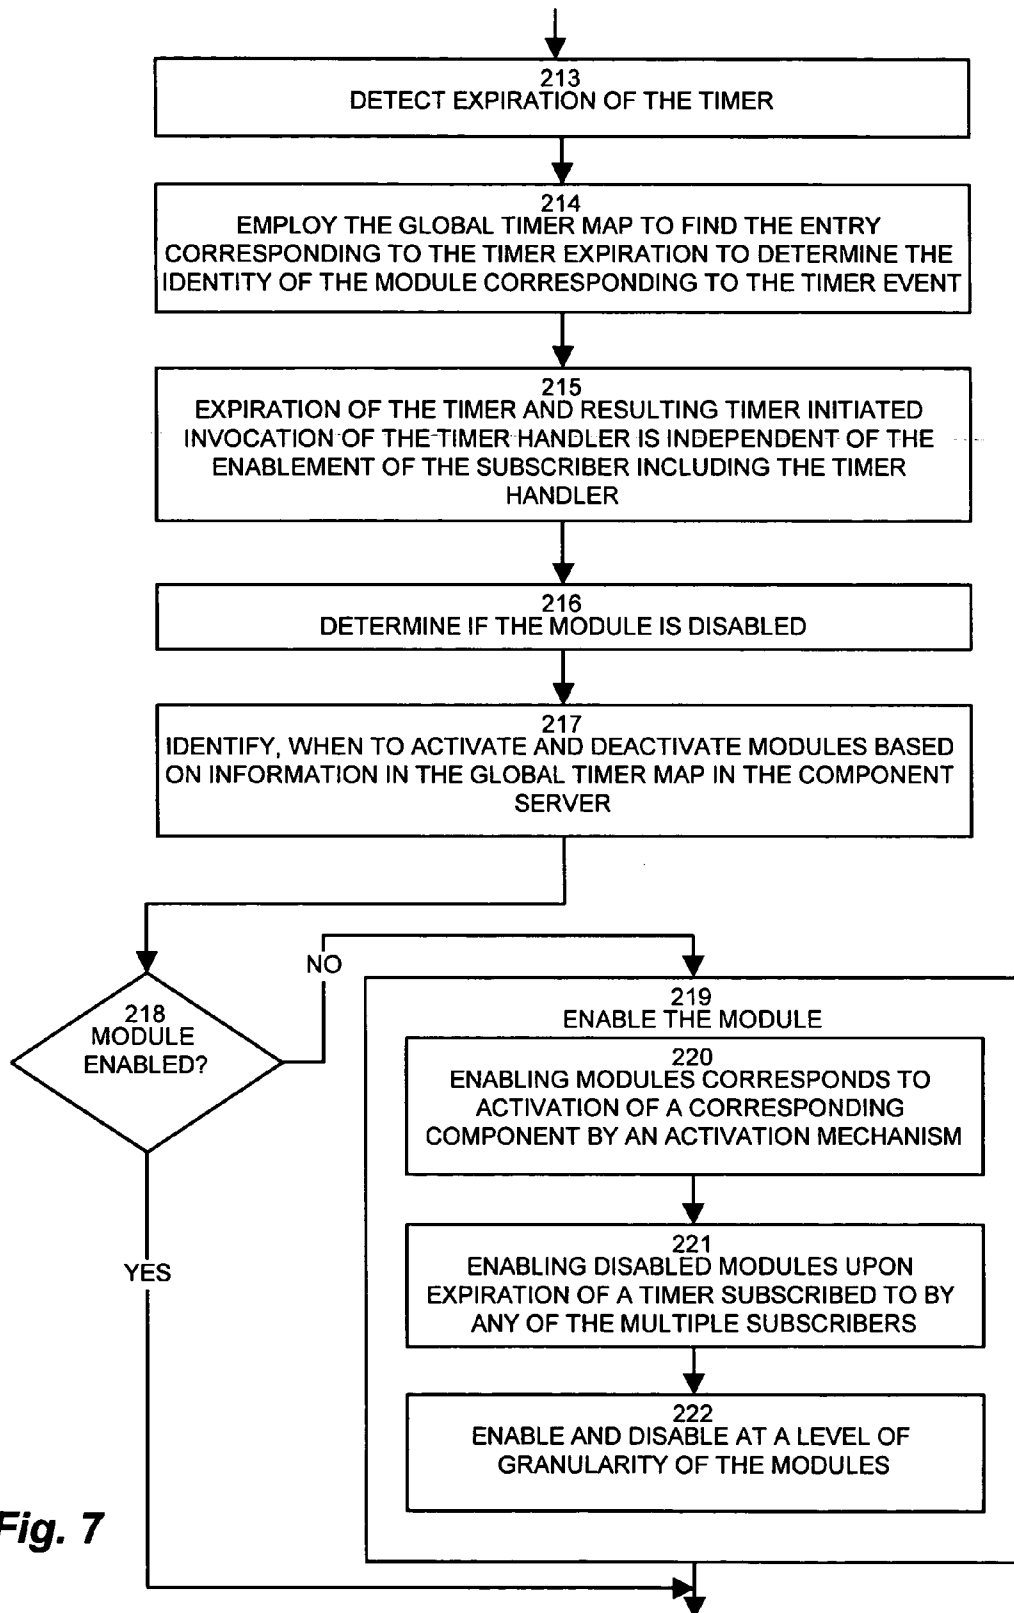 213
DETECT EXPIRATION OF THE TIMER
214
EMPLOY THE GLOBAL TIMER MAP TO FIND THE ENTRY
CORRESPONDING TO THE TIMER EXPIRATION TO DETERMINE THE
IDENTITY OF THE MODULE CORRESPONDING TO THE TIMER EVENT
215
EXPIRATION OF THE TIMER AND RESULTING TIMER INITIATED
INVOCATION OF THE TIMER HANDLER IS INDEPENDENT OF THE
ENABLEMENT OF THE SUBSCRIBER INCLUDING THE TIMER
HANDLER
216
DETERMINE IF THE MODULE IS DISABLED
217
IDENTIFY, WHEN TO ACTIVATE AND DEACTIVATE MODULES BASED
ON INFORMATION IN THE GLOBAL TIMER MAP IN THE COMPONENT
SERVER
218
MODULE
ENABLED?
NO
YES
219
ENABLE THE MODULE
220
ENABLING MODULES CORRESPONDS TO
ACTIVATION OF A CORRESPONDING
COMPONENT BY AN ACTIVATION MECHANISM
221
ENABLING DISABLED MODULES UPON
EXPIRATION OF A TIMER SUBSCRIBED TO BY
ANY OF THE MULTIPLE SUBSCRIBERS
222
ENABLE AND DISABLE AT A LEVEL OF
GRANULARITY OF THE MODULES
Fig. 7